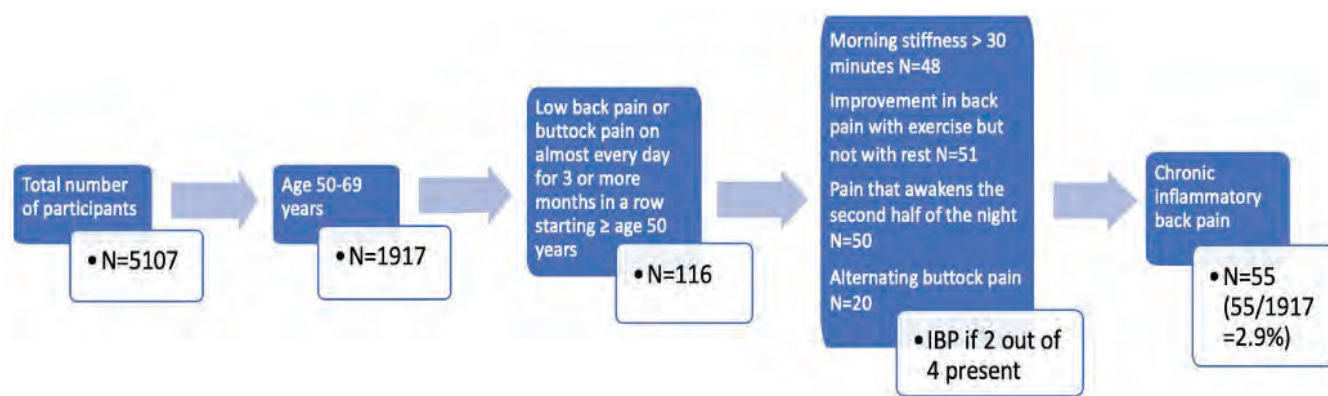 Total number
of participants
• N=5107
Age 50-69
years
• N=1917
Low back pain or
buttock pain on
almost every day
for 3 or more
months in a row
starting ≥ age 50
years
• N=116
Morning stiffness > 30
minutes N=48
Improvement in back
pain with exercise but
not with rest N=51
Pain that awakens the
second half of the night
N=50
Alternating buttock pain
N=20
• IBP if 2 out of
4 present
Chronic
inflammatory
back pain
• N=55
(55/1917
=2.9%)